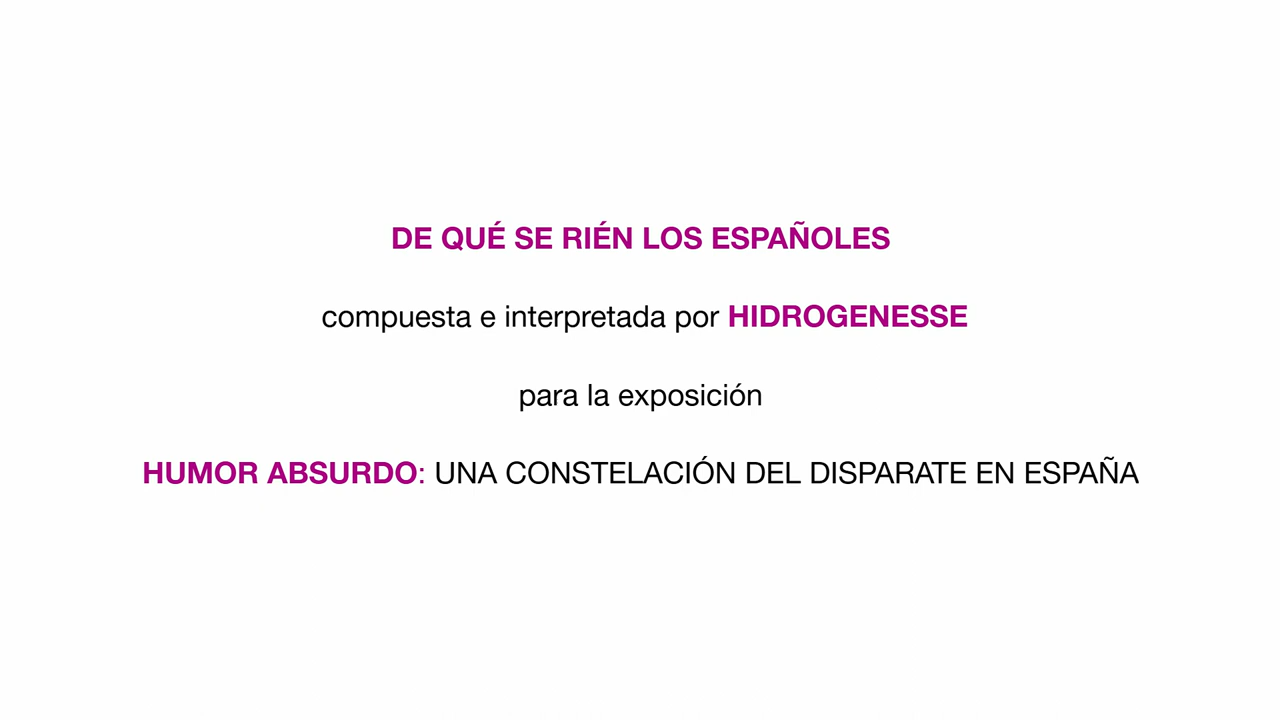 DE QUÉ SE RIÉN LOS ESPAÑOLES
compuesta e interpretada por HIDROGENESSE
para la exposición
HUMOR ABSURDO: UNA CONSTELACIÓN DEL DISPARATE EN ESPAÑA